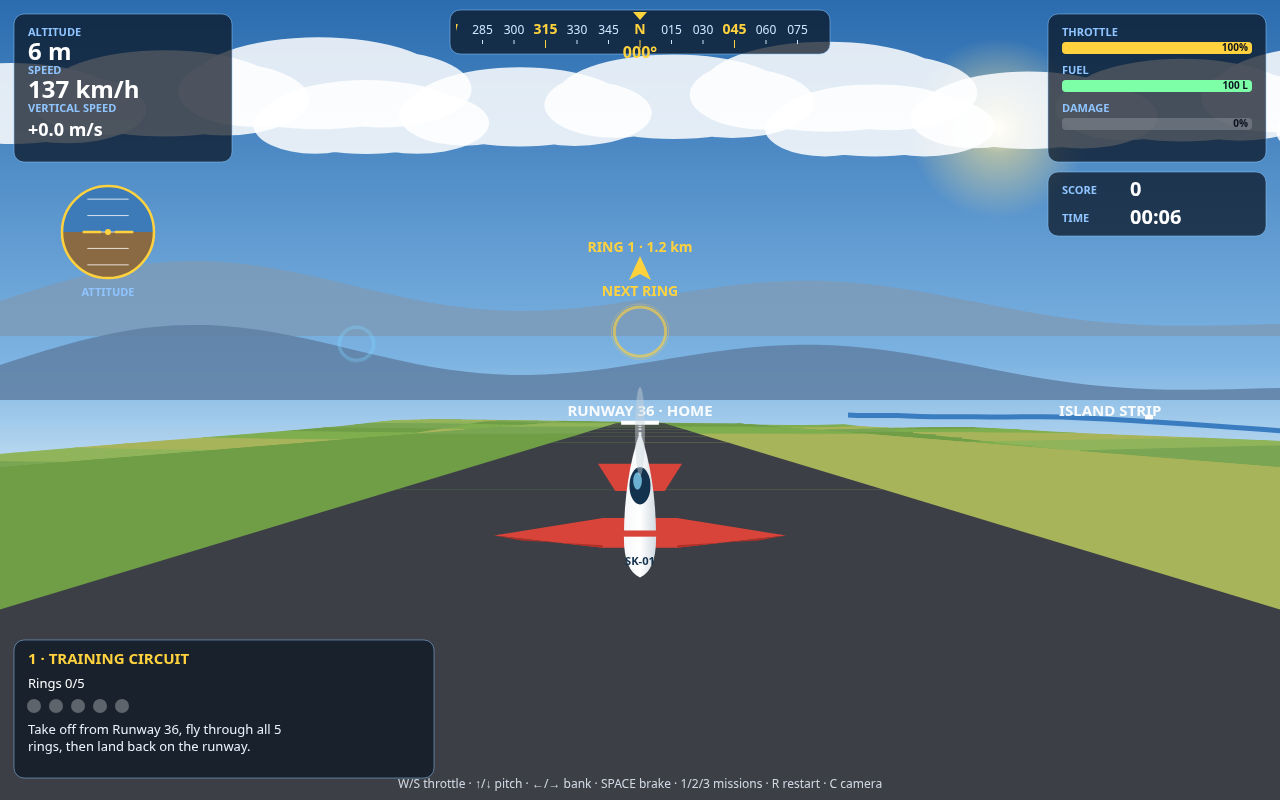 ALTITUDE
6 m
SPEED
137 km/h
VERTICAL SPEED
+0.0 m/s
285 300 315 330 345 N 015 030 045 060 075
000°
THROTTLE
100%
FUEL
100 L
DAMAGE
0%
SCORE 0
TIME 00:06
ATTITUDE
RING 1 · 1.2 km
NEXT RING
RUNWAY 36 · HOME
ISLAND STRIP
SK-01
1 · TRAINING CIRCUIT
Rings 0/5
Take off from Runway 36, fly through all 5
rings, then land back on the runway.
W/S throttle · ↑/↓ pitch · ←/→ bank · SPACE brake · 1/2/3 missions · R restart · C camera